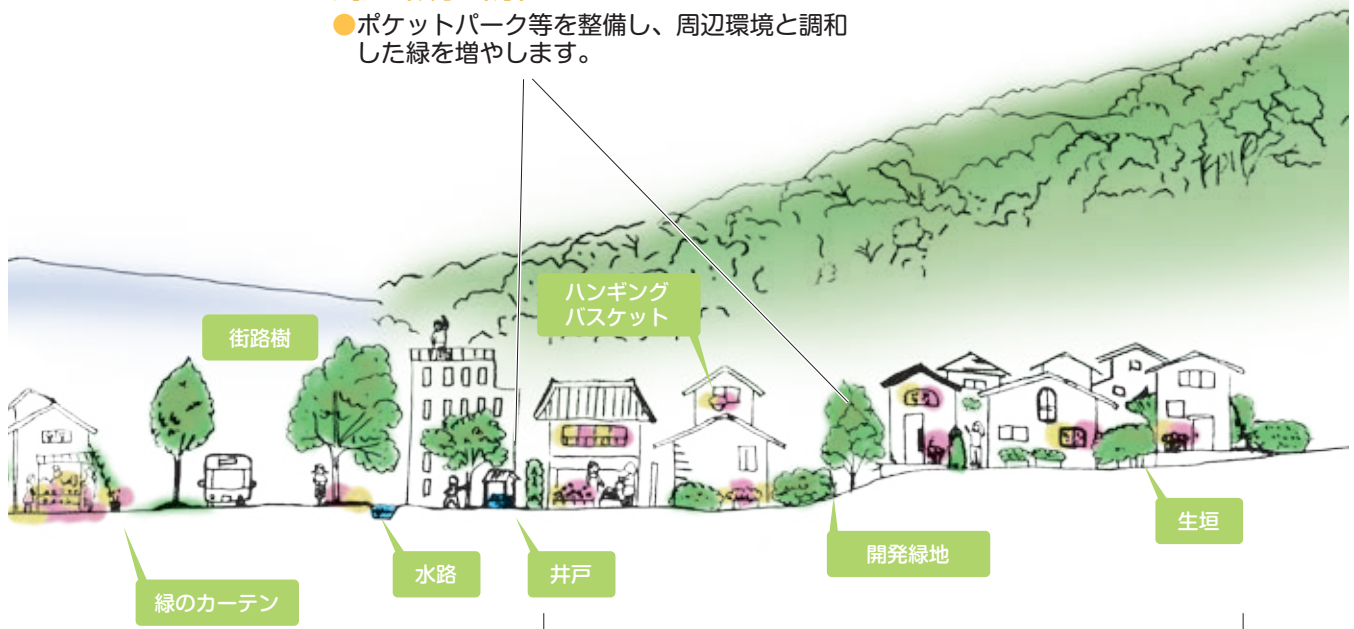 ●ポケットパーク等を整備し、周辺環境と調和
した緑を増やします。
ハンギング
バスケット
街路樹
生垣
開発緑地
水路
井戸
緑のカーテン